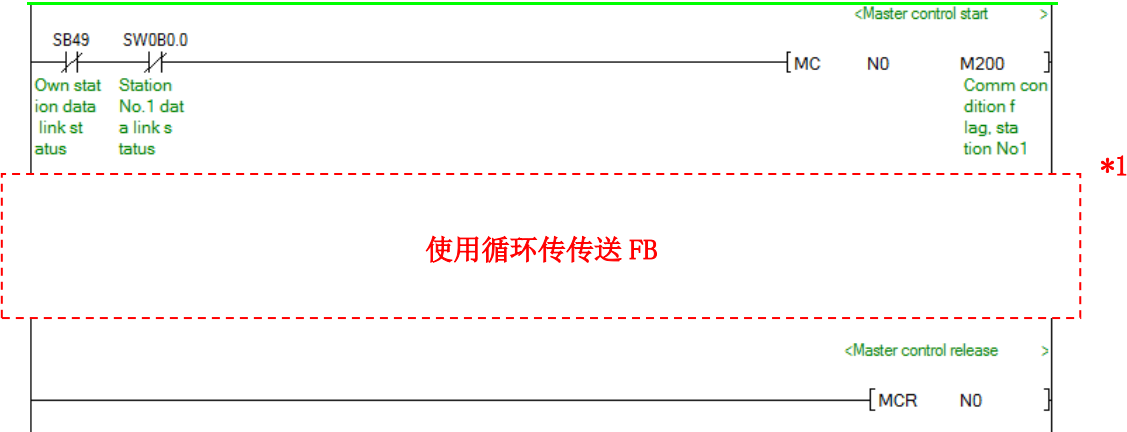 <Master control start >
SB49 SW0B0.0
[MC N0 M200 ]
Own stat Station Comm con
ion data No.1 dat dition f
link st a link s lag, sta
atus tatus tion No1
*1
使用循环传传送 FB
<Master control release >
[MCR N0 ]